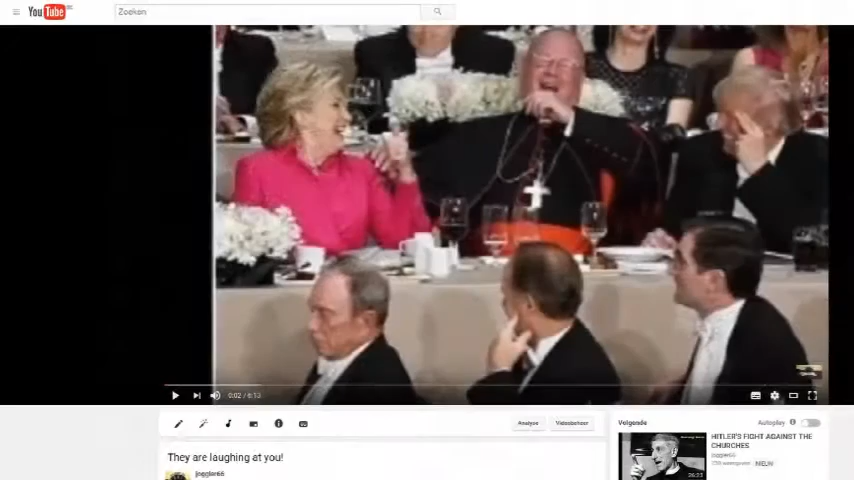 YouTube
Zoeken
0:02 / 6:13
Analyse
Videobeheer
Volgende
Autoplay
They are laughing at you!
joggler66
HITLER'S FIGHT AGAINST THE
CHURCHES
joggler66
NIEUW
26:23